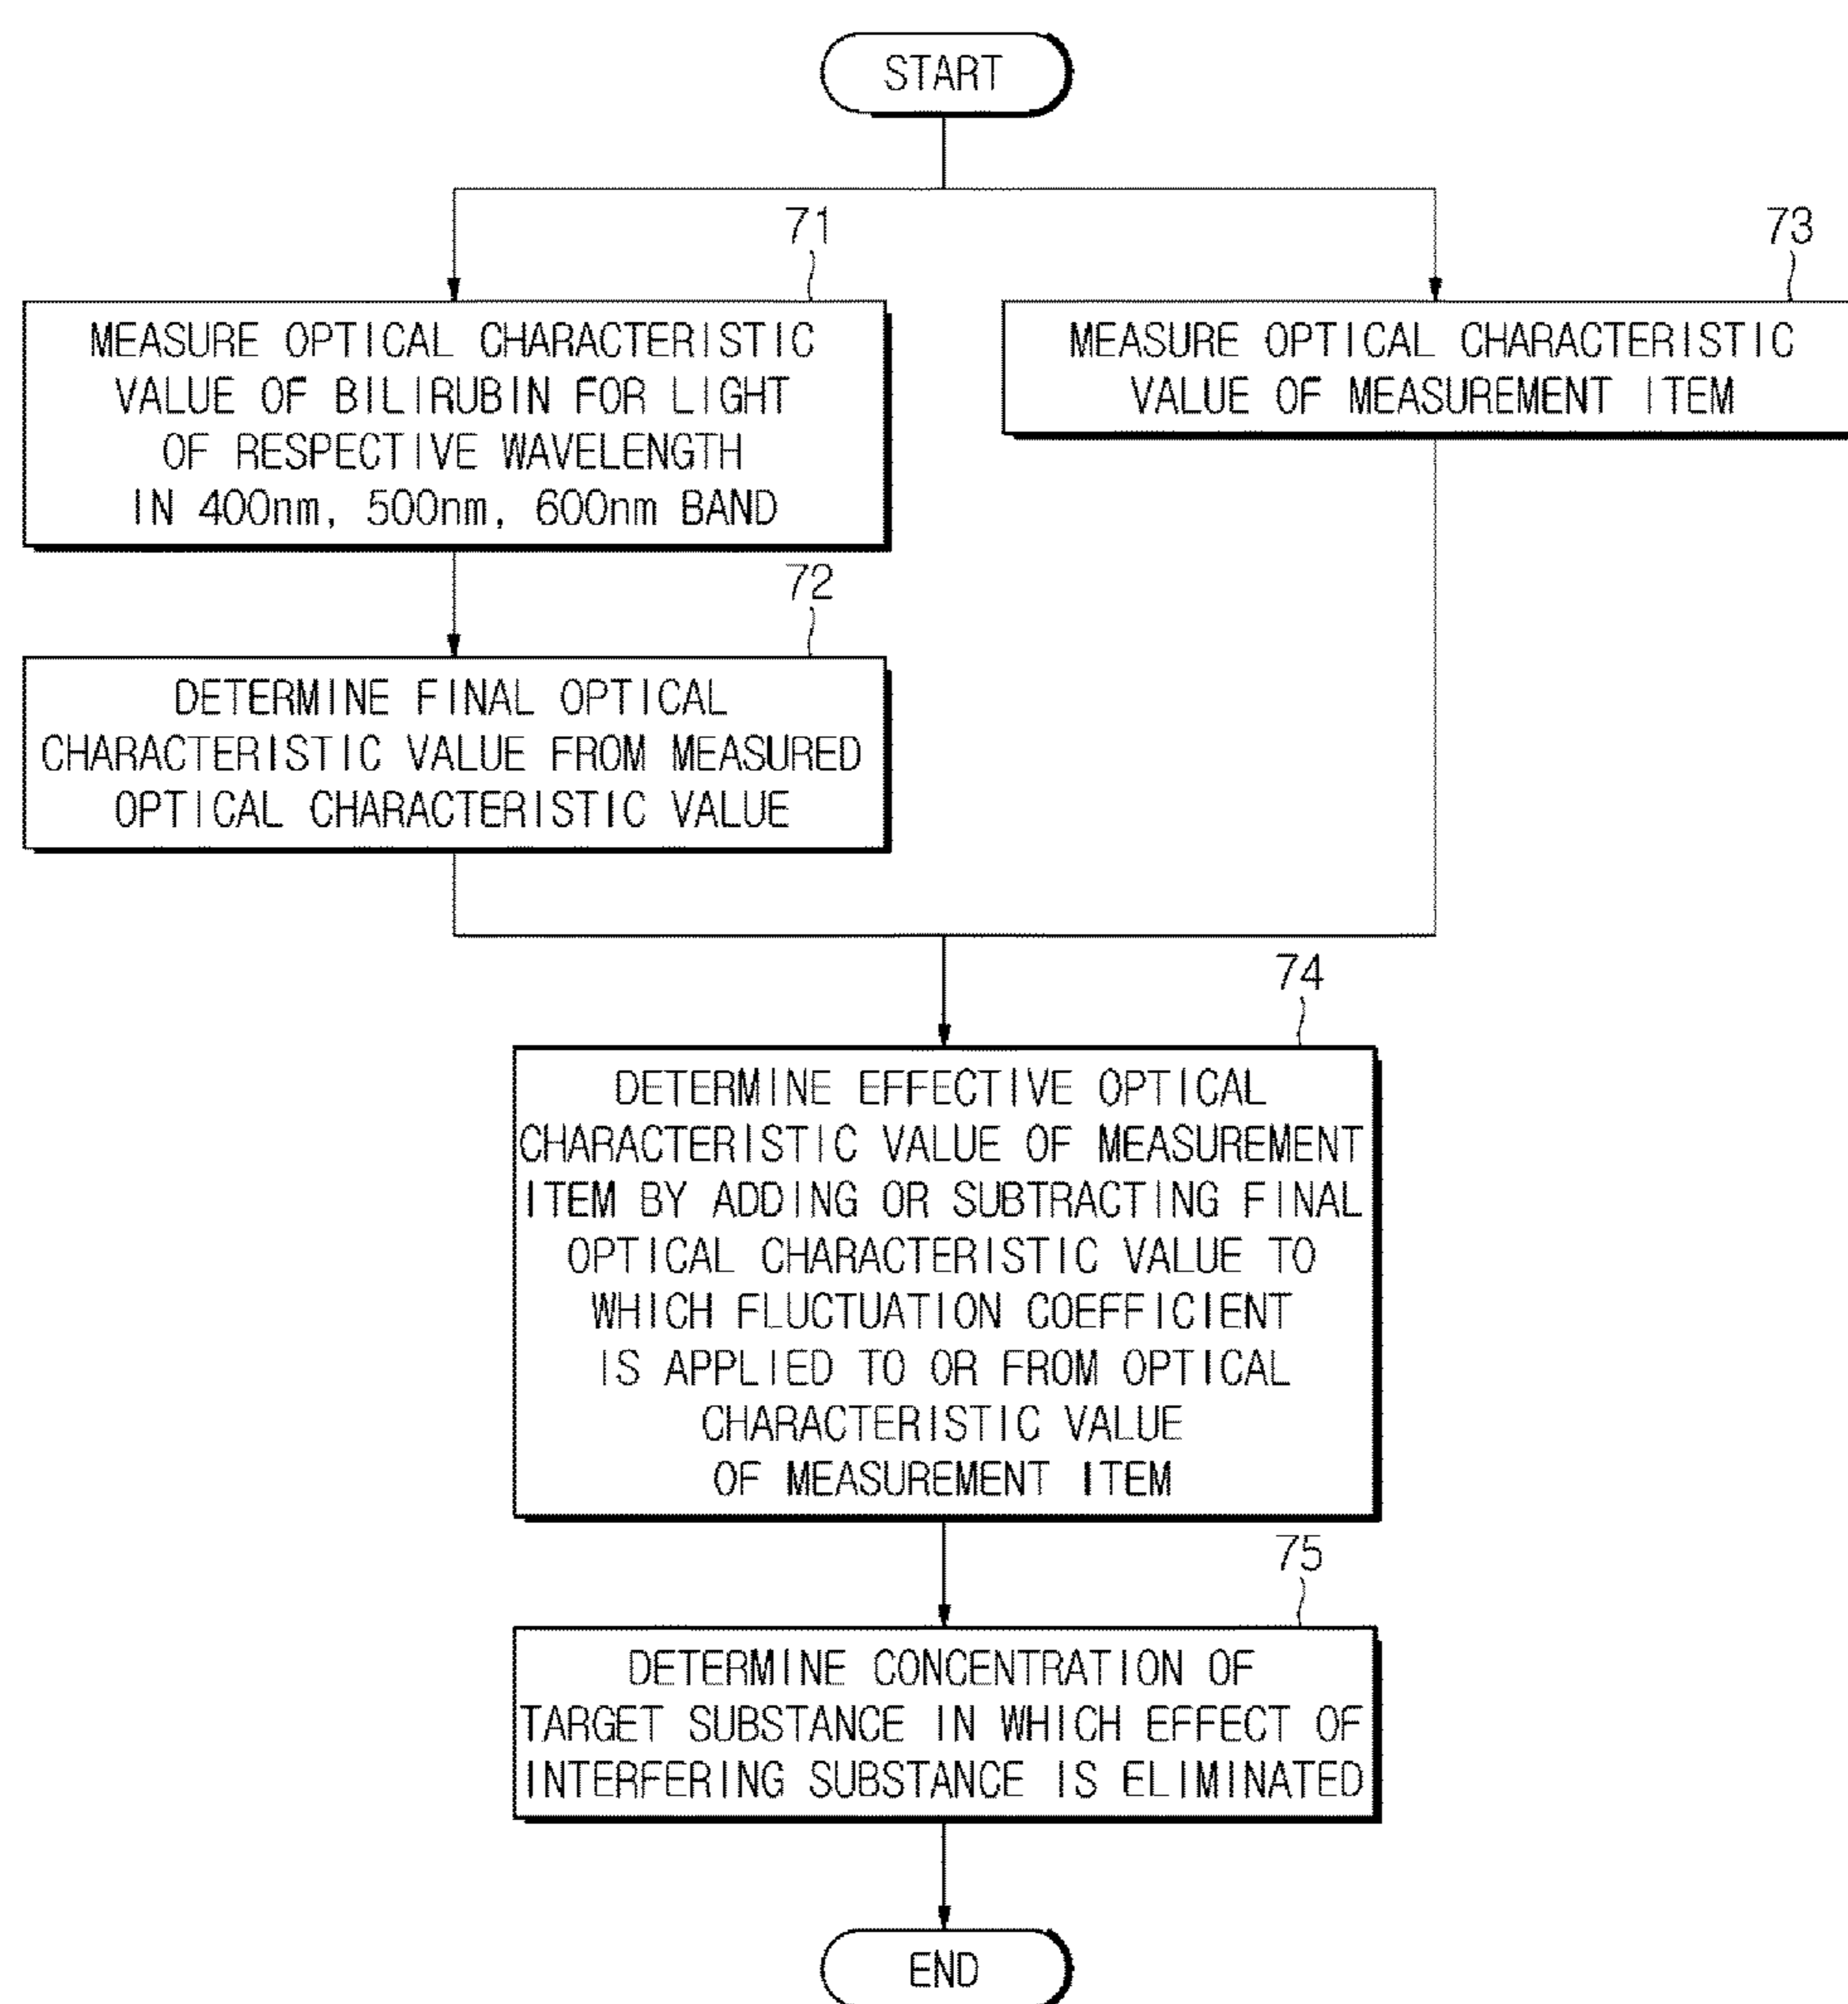 START
71
MEASURE OPTICAL CHARACTERISTIC
VALUE OF BILIRUBIN FOR LIGHT
OF RESPECTIVE WAVELENGTH
IN 400nm, 500nm, 600nm BAND
73
MEASURE OPTICAL CHARACTERISTIC
VALUE OF MEASUREMENT ITEM
72
DETERMINE FINAL OPTICAL
CHARACTERISTIC VALUE FROM MEASURED
OPTICAL CHARACTERISTIC VALUE
74
DETERMINE EFFECTIVE OPTICAL
CHARACTERISTIC VALUE OF MEASUREMENT
ITEM BY ADDING OR SUBTRACTING FINAL
OPTICAL CHARACTERISTIC VALUE TO
WHICH FLUCTUATION COEFFICIENT
IS APPLIED TO OR FROM OPTICAL
CHARACTERISTIC VALUE
OF MEASUREMENT ITEM
75
DETERMINE CONCENTRATION OF
TARGET SUBSTANCE IN WHICH EFFECT OF
INTERFERING SUBSTANCE IS ELIMINATED
END